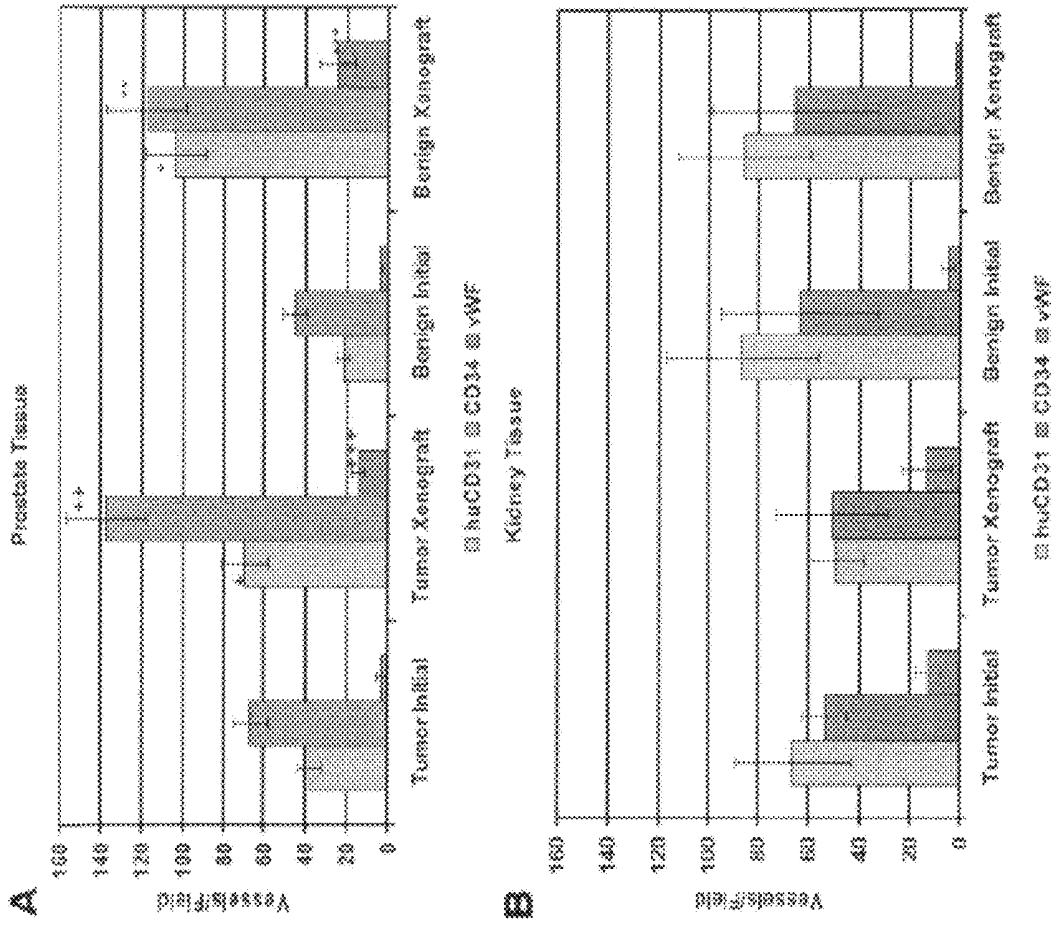 A
Prostate Tissue
Vessels/Field
160
140
120
100
80
60
40
20
0
**
*
**
*
Tumor Initial
Tumor Xenograft
Benign Initial
Benign Xenograft
huCD31 CD34 vWF
B
Kidney Tissue
Vessels/Field
160
140
120
100
80
60
40
20
0
Tumor Initial
Tumor Xenograft
Benign Initial
Benign Xenograft
huCD31 CD34 vWF